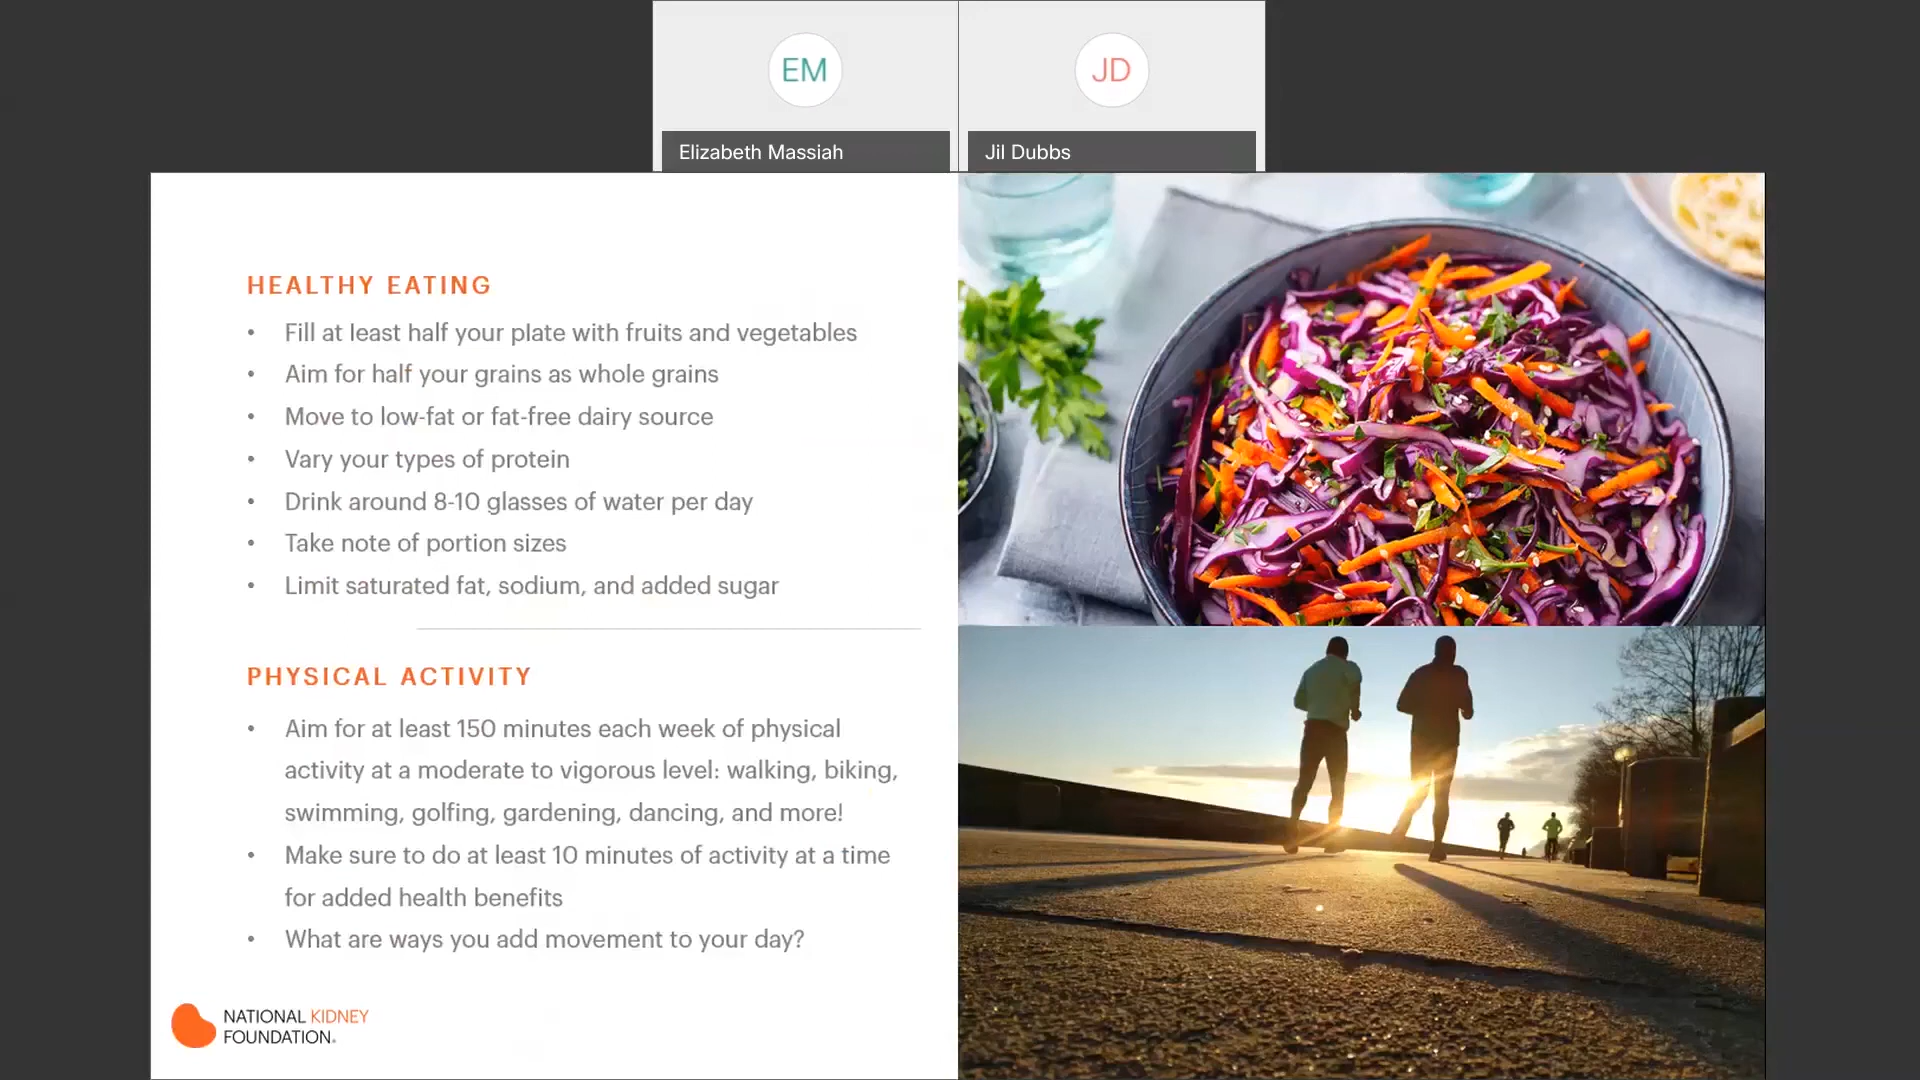 EM
JD
Elizabeth Massiah
Jil Dubbs
HEALTHY EATING
• Fill at least half your plate with fruits and vegetables
• Aim for half your grains as whole grains
• Move to low-fat or fat-free dairy source
• Vary your types of protein
• Drink around 8-10 glasses of water per day
• Take note of portion sizes
• Limit saturated fat, sodium, and added sugar
PHYSICAL ACTIVITY
• Aim for at least 150 minutes each week of physical
activity at a moderate to vigorous level: walking, biking,
swimming, golfing, gardening, dancing, and more!
• Make sure to do at least 10 minutes of activity at a time
for added health benefits
• What are ways you add movement to your day?
NATIONAL KIDNEY
FOUNDATION.